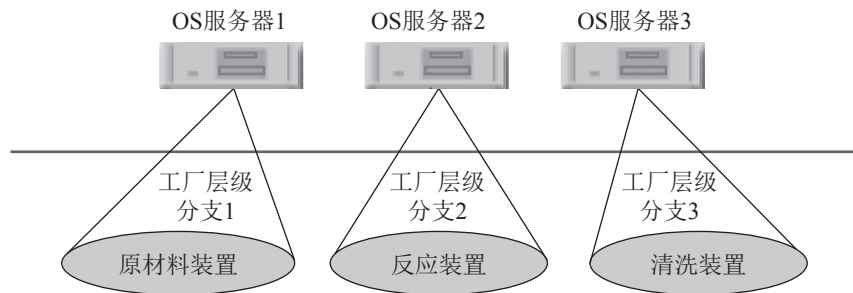 OS服务器1
OS服务器2
OS服务器3
工厂层级
分支1
工厂层级
分支2
工厂层级
分支3
原材料装置
反应装置
清洗装置